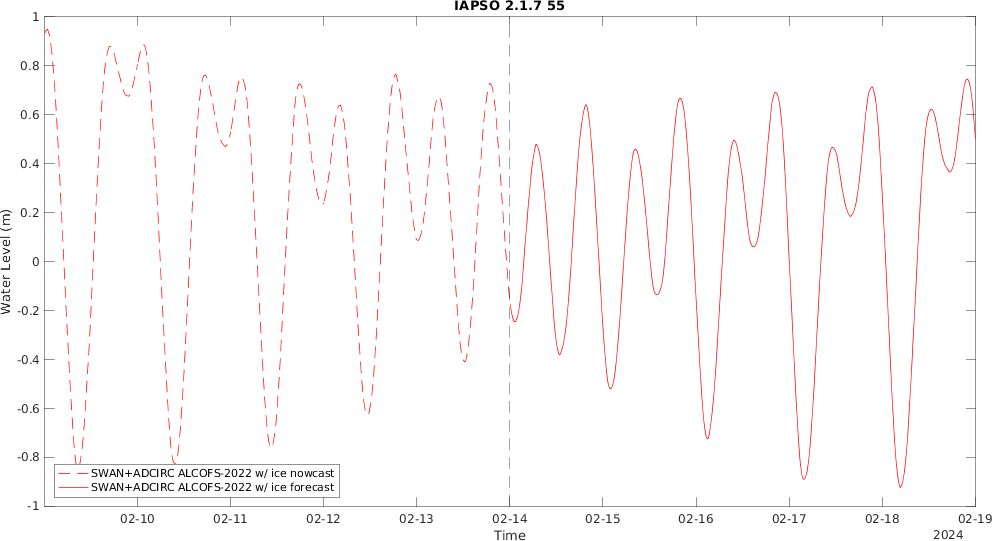 IAPSO 2.1.7 55
1
0.8
0.6
0.4
0.2
0
-0.2
-0.4
-0.6
-0.8
-1
Water Level (m)
SWAN+ADCIRC ALCOFS-2022 w/ ice nowcast
SWAN+ADCIRC ALCOFS-2022 w/ ice forecast
02-10 02-11 02-12 02-13 02-14 02-15 02-16 02-17 02-18 02-19
Time
2024